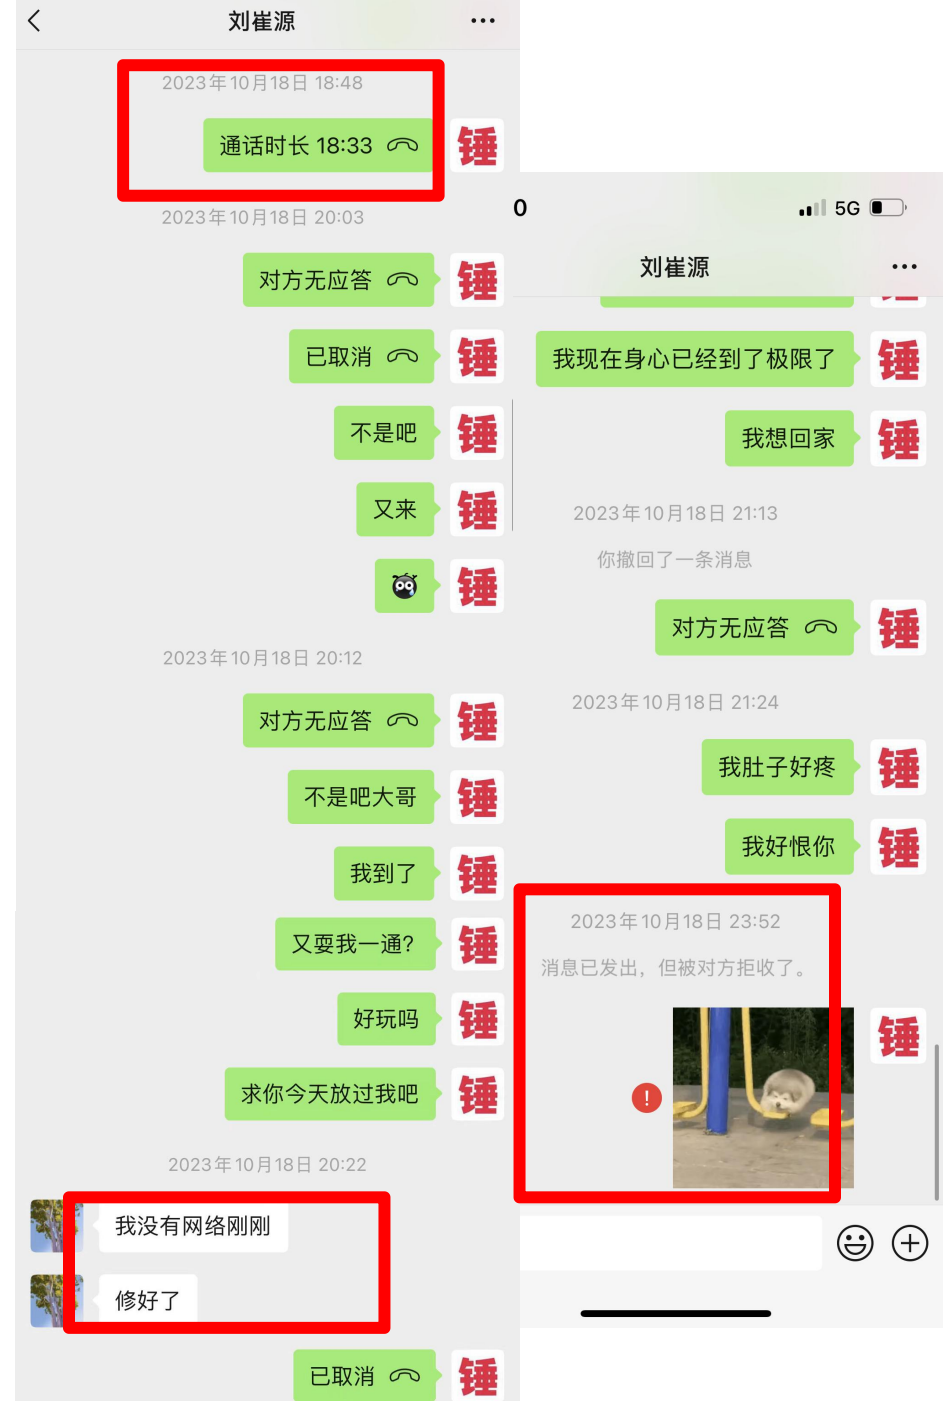 刘崔源
2023年10月18日 18:48
通话时长 18:33
锤
2023年10月18日 20:03
对方无应答
锤
已取消
锤
不是吧
锤
又来
锤
锤
2023年10月18日 20:12
对方无应答
锤
不是吧大哥
锤
我到了
锤
又耍我一通?
锤
好玩吗
锤
求你今天放过我吧
锤
2023年10月18日 20:22
我没有网络刚刚
修好了
已取消
锤
0
5G
刘崔源
我现在身心已经到了极限了
锤
我想回家
锤
2023年10月18日 21:13
你撤回了一条消息
对方无应答
锤
2023年10月18日 21:24
我肚子好疼
锤
我好恨你
锤
2023年10月18日 23:52
消息已发出，但被对方拒收了。
锤
!